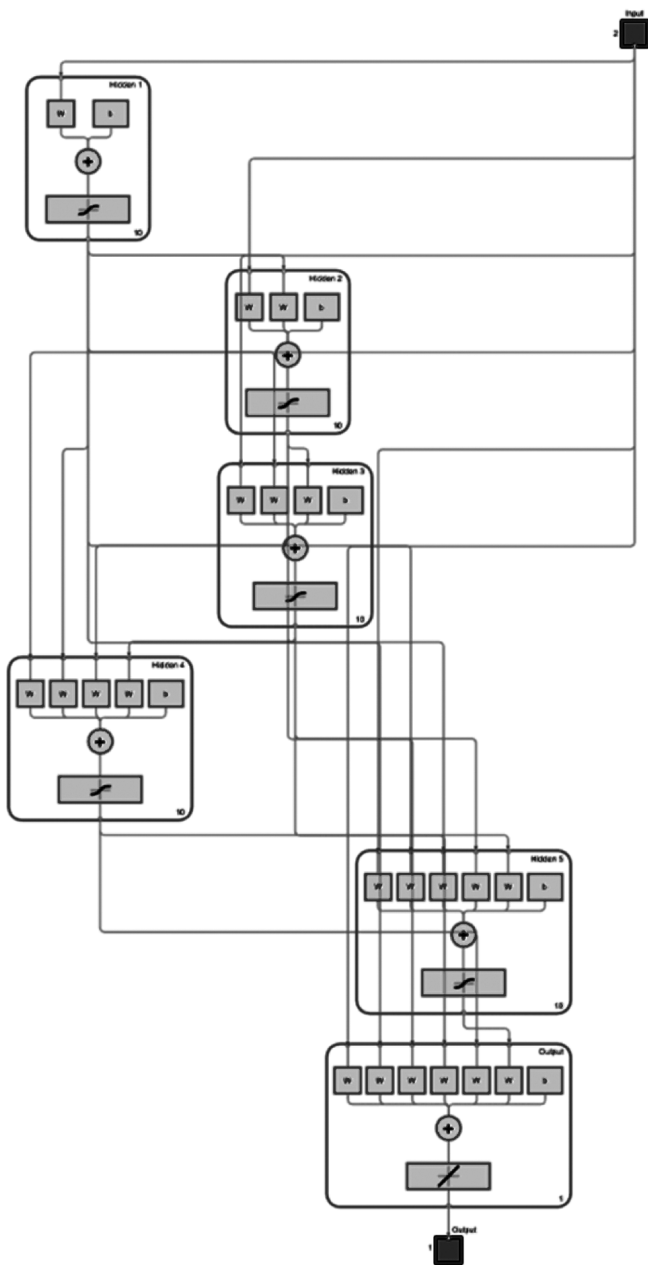 Input
2
Hidden 1
W b
10
Hidden 2
W W b
10
Hidden 3
W W W b
10
Hidden 4
W W W W b
10
Hidden 5
W W W W W b
10
Output
W W W W W W b
1
Output
1